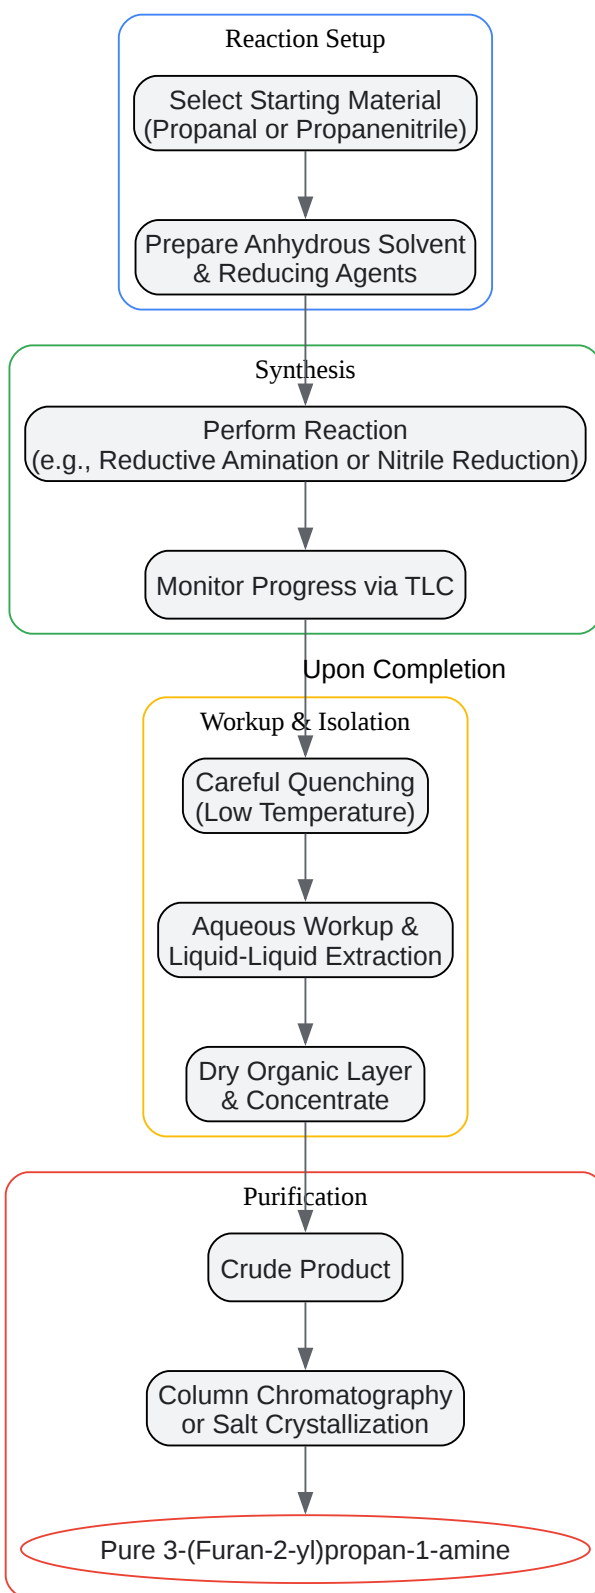 Reaction Setup
Select Starting Material
(Propanal or Propanenitrile)
Prepare Anhydrous Solvent
& Reducing Agents
Synthesis
Perform Reaction
(e.g., Reductive Amination or Nitrile Reduction)
Monitor Progress via TLC
Upon Completion
Workup & Isolation
Careful Quenching
(Low Temperature)
Aqueous Workup &
Liquid-Liquid Extraction
Dry Organic Layer
& Concentrate
Purification
Crude Product
Column Chromatography
or Salt Crystallization
Pure 3-(Furan-2-yl)propan-1-amine